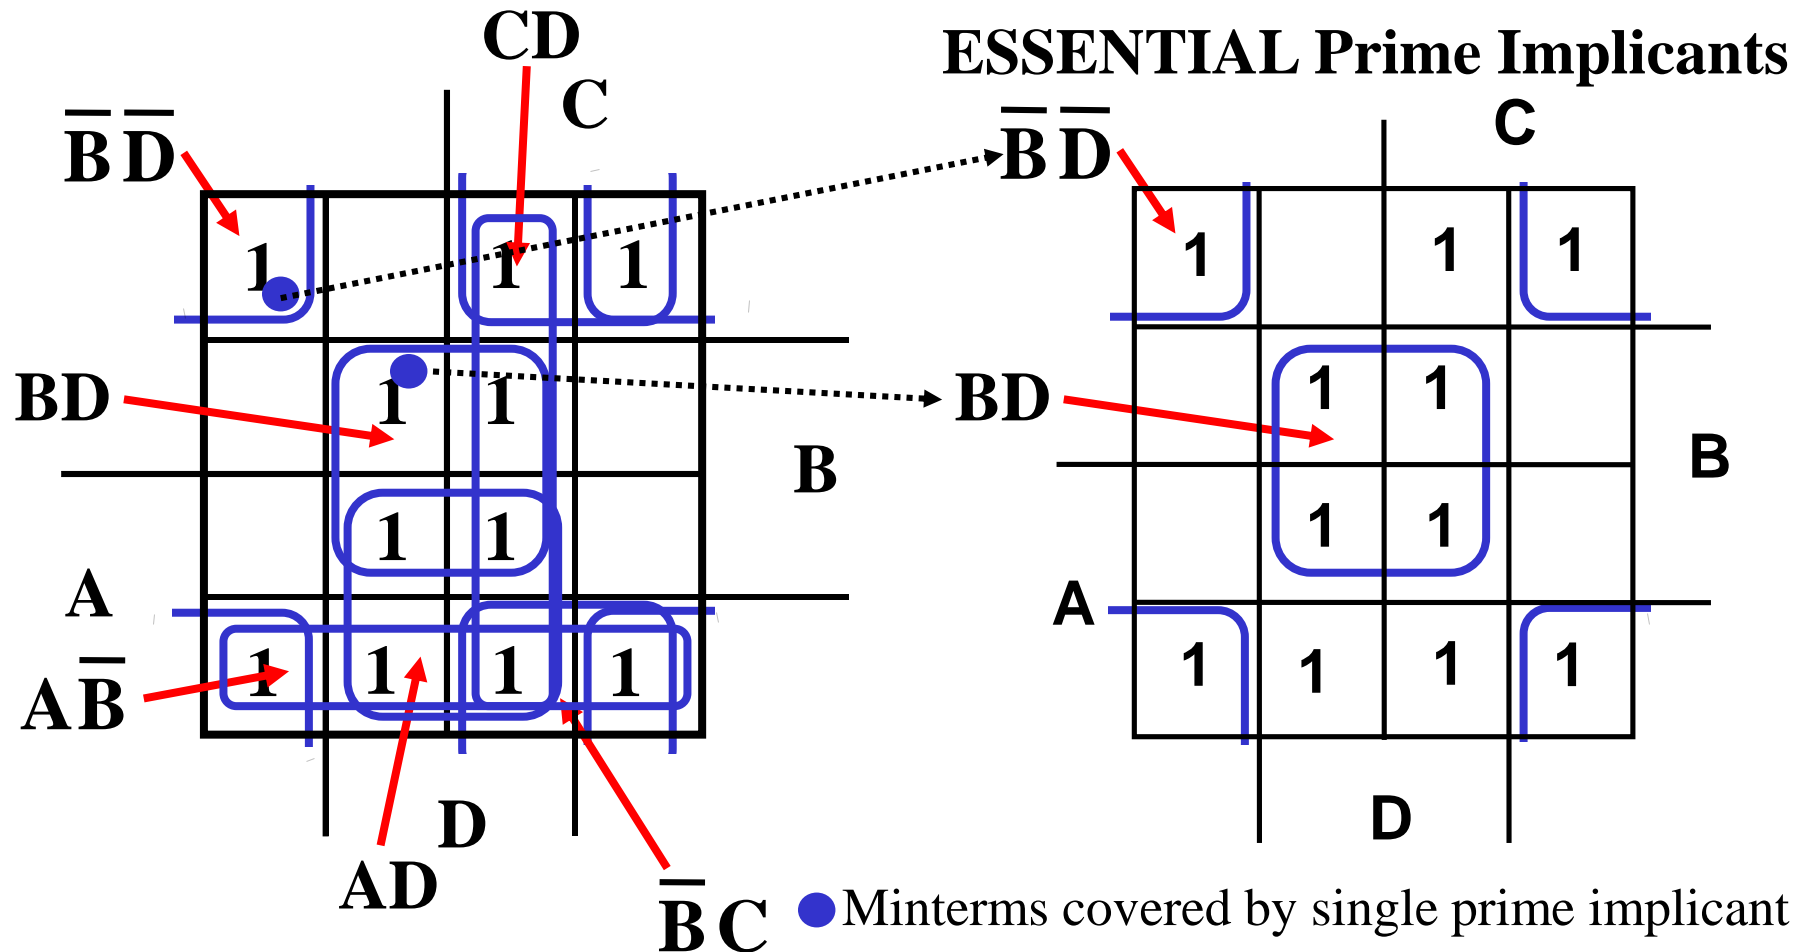 CD
ESSENTIAL Prime Implicants
C
C
B̅ D̅
B̅ D̅
1 1 1
1 1 1
BD
1 1
BD
1 1
B
B
1 1
1 1
A
A
1 1 1 1
1 1 1 1
A B̅
D
D
AD
B̅ C
Minterms covered by single prime implicant